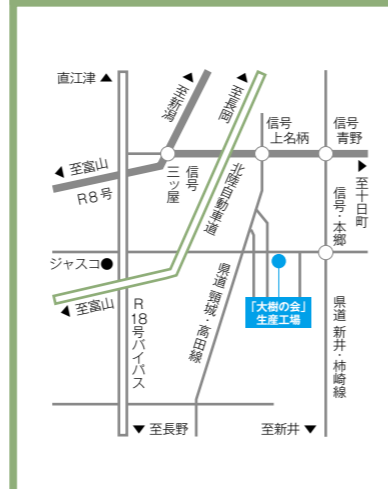 直江津 ▲
▲ 至新潟
▲ 至長岡
信号
上名柄
信号
青野
◀ 至富山
R8号
信号
三ッ屋
北陸自動車道
▶ 至十日町
信号・本郷
ジャスコ●
「大樹の会」
生産工場
◀ 至富山
R18号バイパス
県道 頸城・高田線
県道 新井・柿崎線
▼ 至長野
至新井 ▼